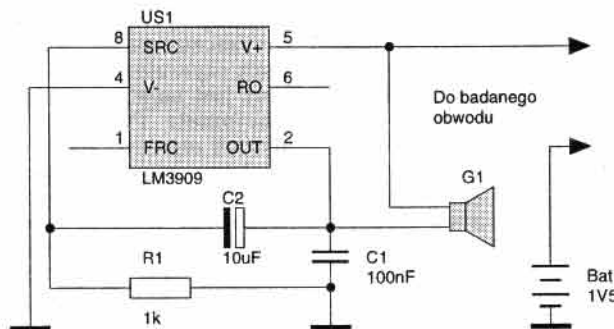 US1
8 SRC V+ 5
4 V- RO 6
1 FRC OUT 2
LM3909
Do badanego
obwodu
G1
C2
10uF
R1
1k
C1
100nF
Bat
1V5